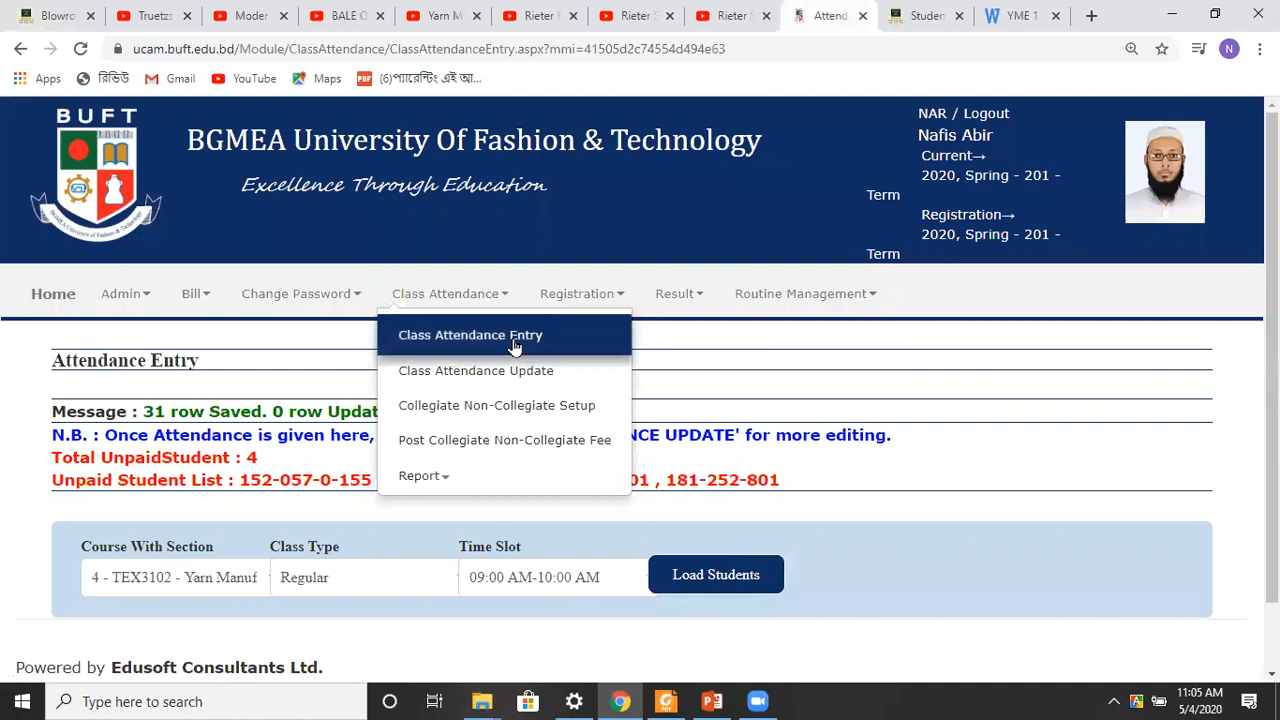 Blowro
Truetzs
Moder
BALE O
Yarn M
Rieter F
Rieter S
Rieter S
Attend
Studen
YME 1
ucam.buft.edu.bd/Module/ClassAttendance/ClassAttendanceEntry.aspx?mmi=41505d2c74554d494e63
N
Apps
রিভিউ
Gmail
YouTube
Maps
PDF
(6)প্যারেন্টিং এই আ...
BUFT
BGMEA University Of Fashion & Technology
Excellence Through Education
NAR / Logout
Nafis Abir
Current→
2020, Spring - 201 -
Term
Registration→
2020, Spring - 201 -
Term
Home
Admin
Bill
Change Password
Class Attendance
Registration
Result
Routine Management
Class Attendance Entry
Class Attendance Update
Collegiate Non-Collegiate Setup
Post Collegiate Non-Collegiate Fee
Report
Attendance Entry
Message : 31 row Saved. 0 row Updat
N.B. : Once Attendance is given here, NCE UPDATE' for more editing.
Total UnpaidStudent : 4
Unpaid Student List : 152-057-0-155 01 , 181-252-801
Course With Section
Class Type
Time Slot
4 - TEX3102 - Yarn Manuf
Regular
09:00 AM-10:00 AM
Load Students
Powered by Edusoft Consultants Ltd.
Type here to search
11:05 AM
5/4/2020